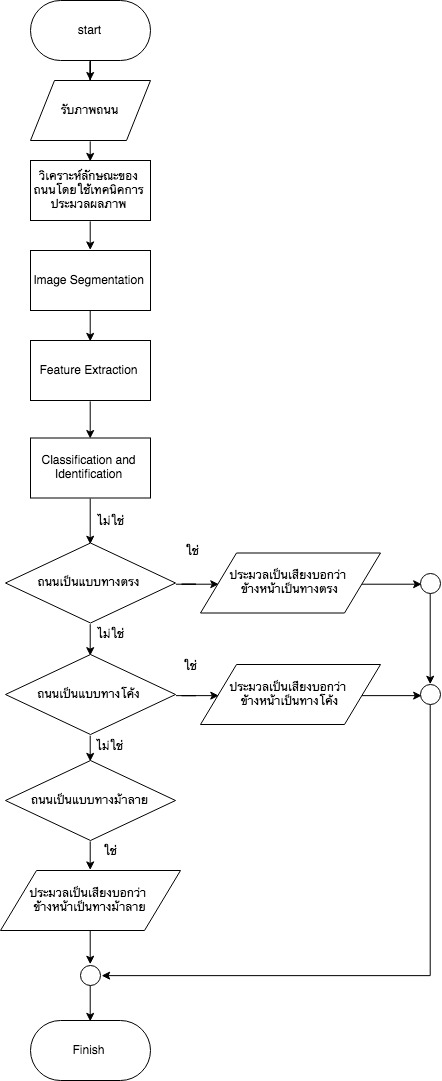 start
รับภาพถนน
วิเคราะห์ลักษณะของ
ถนนโดยใช้เทคนิคการ
ประมวลผลภาพ
Image Segmentation
Feature Extraction
Classification and
Identification
ไม่ใช่
ถนนเป็นแบบทางตรง
ใช่
ประมวลเป็นเสียงบอกว่า
ข้างหน้าเป็นทางตรง
ไม่ใช่
ถนนเป็นแบบทางโค้ง
ใช่
ประมวลเป็นเสียงบอกว่า
ข้างหน้าเป็นทางโค้ง
ไม่ใช่
ถนนเป็นแบบทางม้าลาย
ใช่
ประมวลเป็นเสียงบอกว่า
ข้างหน้าเป็นทางม้าลาย
Finish